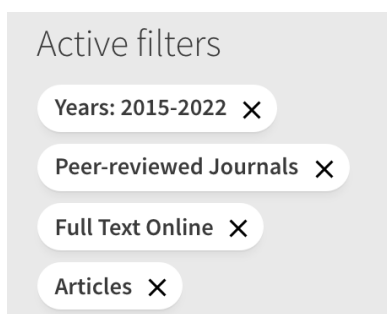 Active filters
Years: 2015-2022 ×
Peer-reviewed Journals ×
Full Text Online ×
Articles ×